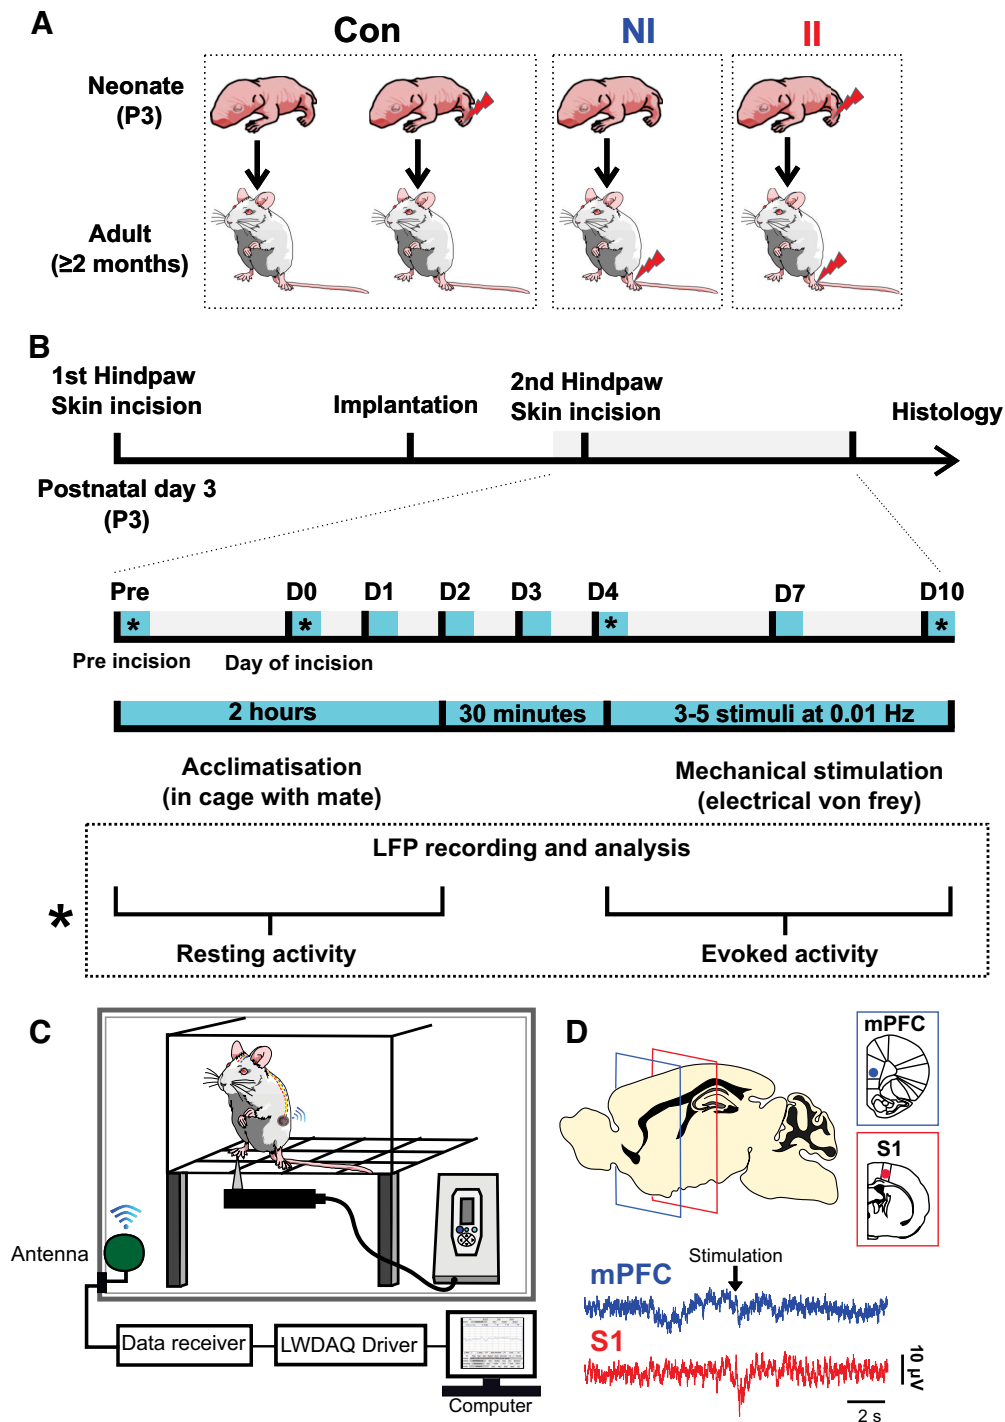 A
Con
NI
II
Neonate
(P3)
Adult
(≥2 months)
B
1st Hindpaw
Skin incision
Implantation
2nd Hindpaw
Skin incision
Histology
Postnatal day 3
(P3)
Pre
D0
D1
D2
D3
D4
D7
D10
*
*
*
*
Pre incision
Day of incision
2 hours
30 minutes
3-5 stimuli at 0.01 Hz
Acclimatisation
(in cage with mate)
Mechanical stimulation
(electrical von frey)
LFP recording and analysis
*
Resting activity
Evoked activity
C
Antenna
Data receiver
LWDAQ Driver
Computer
D
mPFC
S1
Stimulation
mPFC
S1
10 µV
2 s